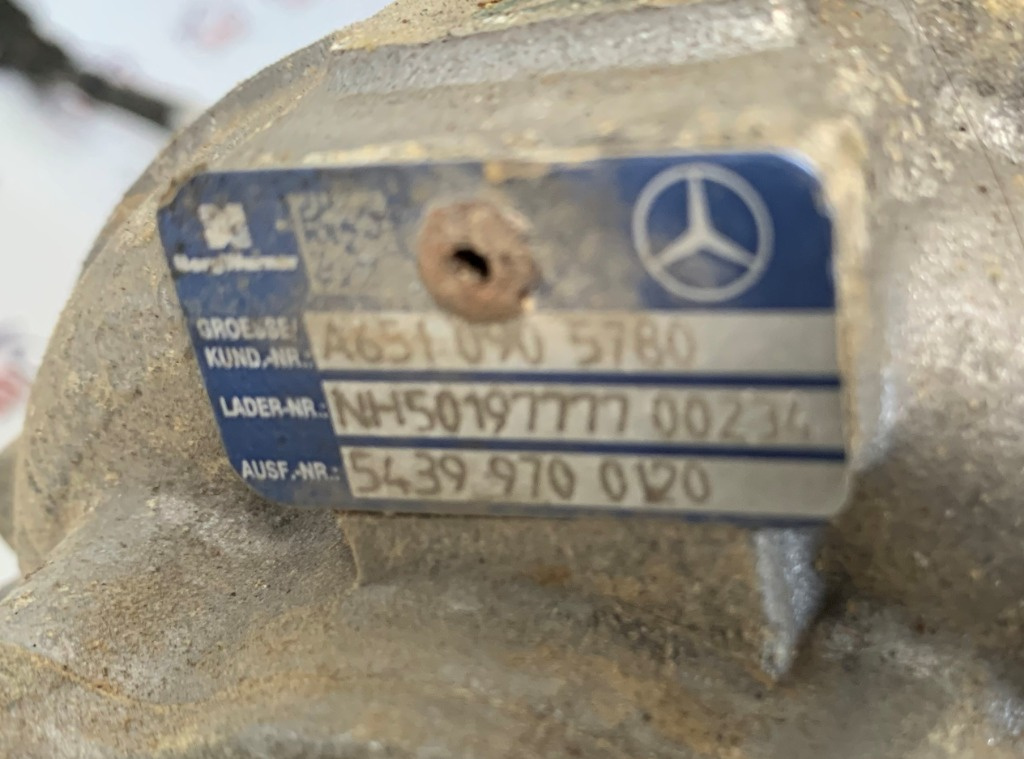 BorgWarner
GROESSE/
KUND.-NR.: A651 090 5780
LADER-NR.: NH50197777 00234
AUSF.-NR.: 5439 970 0120